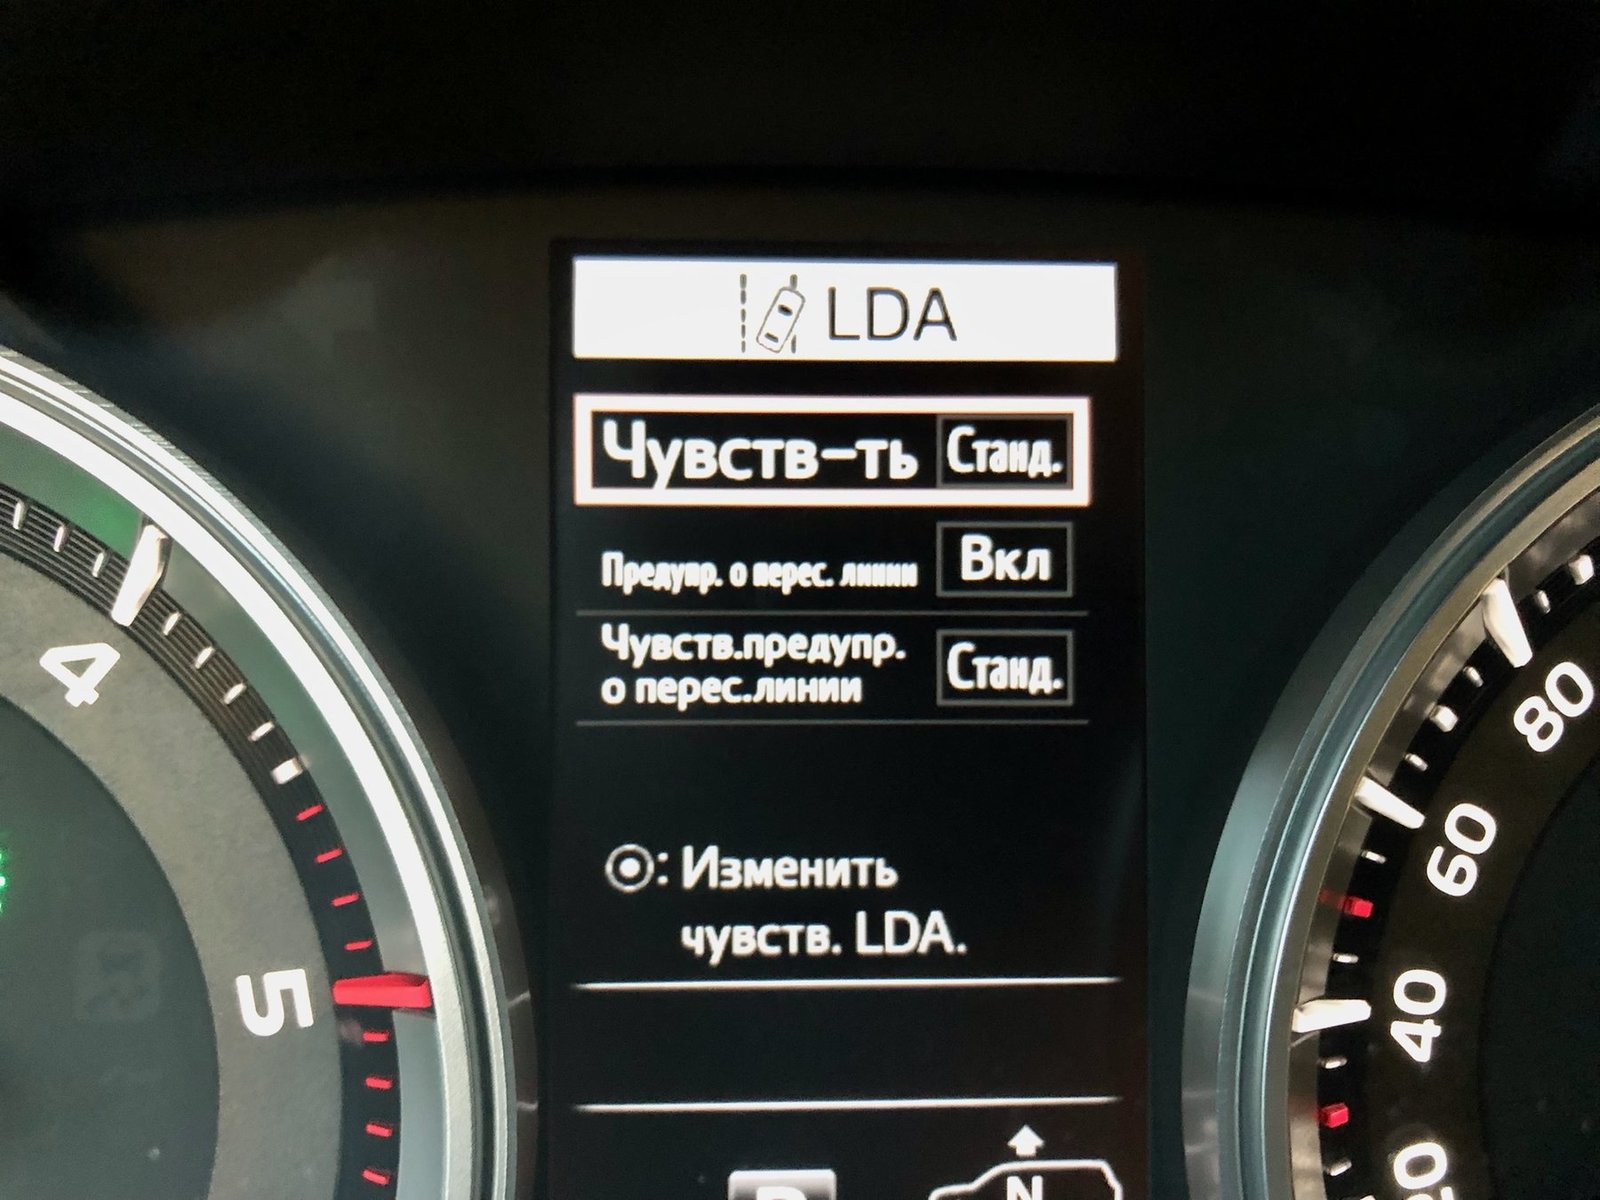 LDA
Чувств-ть Станд.
Предупр. о перес. линии Вкл
Чувств.предупр.
о перес.линии Станд.
: Изменить
чувств. LDA.
4
5
80
60
40
N